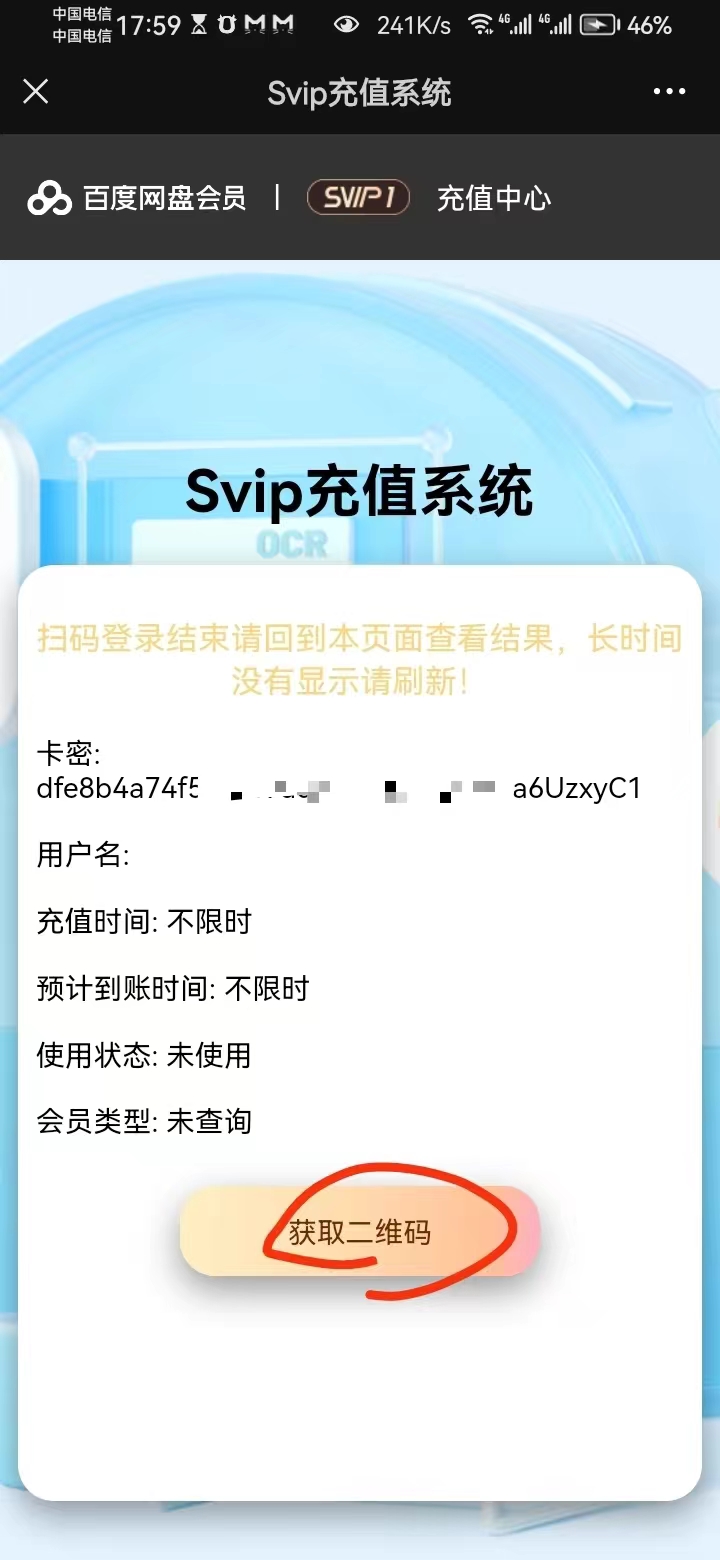 中国电信
中国电信
17:59
241K/s
4G
4G
46%
Svip充值系统
百度网盘会员 | SVIP1 充值中心
Svip充值系统
OCR
扫码登录结束请回到本页面查看结果，长时间
没有显示请刷新！
卡密:
dfe8b4a74f5 a6UzxyC1
用户名:
充值时间: 不限时
预计到账时间: 不限时
使用状态: 未使用
会员类型: 未查询
获取二维码